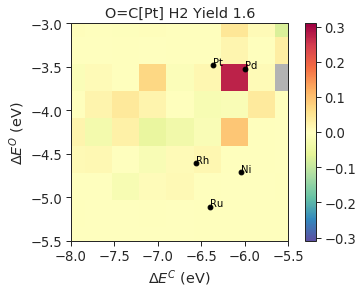 O=C[Pt] H2 Yield 1.6
−3.0
−3.5
−4.0
−4.5
−5.0
−5.5
ΔE^O (eV)
Pt
Pd
Rh
Ni
Ru
−8.0 −7.5 −7.0 −6.5 −6.0 −5.5
ΔE^C (eV)
0.3
0.2
0.1
0.0
−0.1
−0.2
−0.3